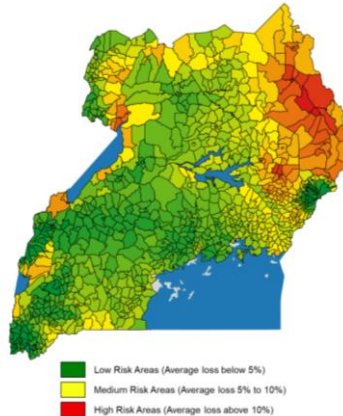 Low Risk Areas (Average loss below 5%)
Medium Risk Areas (Average loss 5% to 10%)
High Risk Areas (Average loss above 10%)